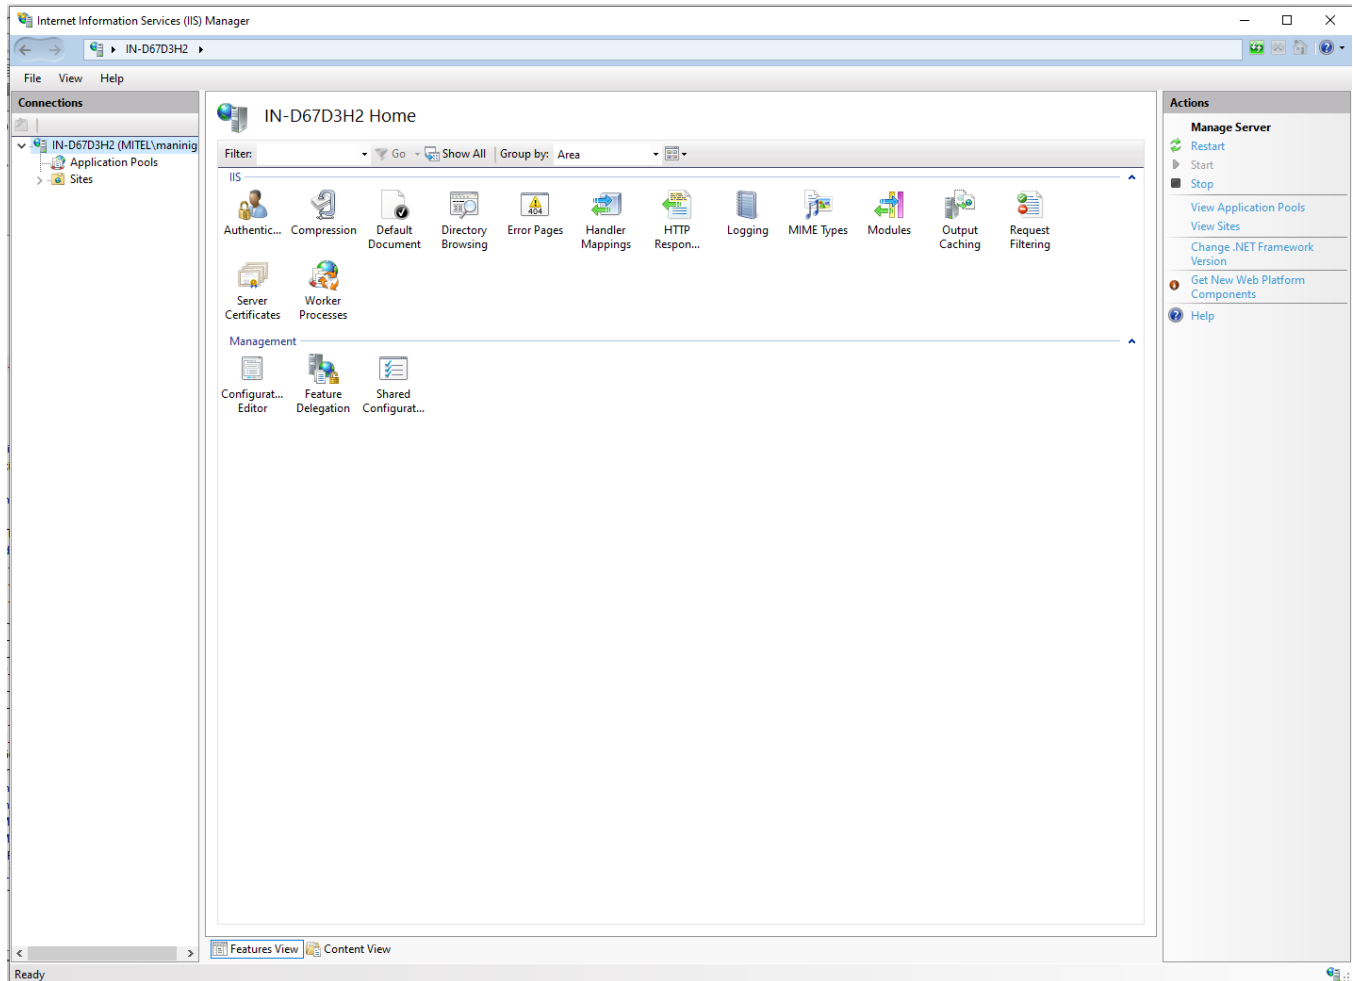 Internet Information Services (IIS) Manager
IN-D67D3H2
File View Help
Connections
IN-D67D3H2 (MITEL\maninig
Application Pools
Sites
IN-D67D3H2 Home
Filter: Go Show All Group by: Area
IIS
Authentic... Compression Default Document Directory Browsing Error Pages Handler Mappings HTTP Respon... Logging MIME Types Modules Output Caching Request Filtering
Server Certificates Worker Processes
Management
Configurat... Editor Feature Delegation Shared Configurat...
Features View Content View
Ready
Actions
Manage Server
Restart
Start
Stop
View Application Pools
View Sites
Change .NET Framework
Version
Get New Web Platform
Components
Help